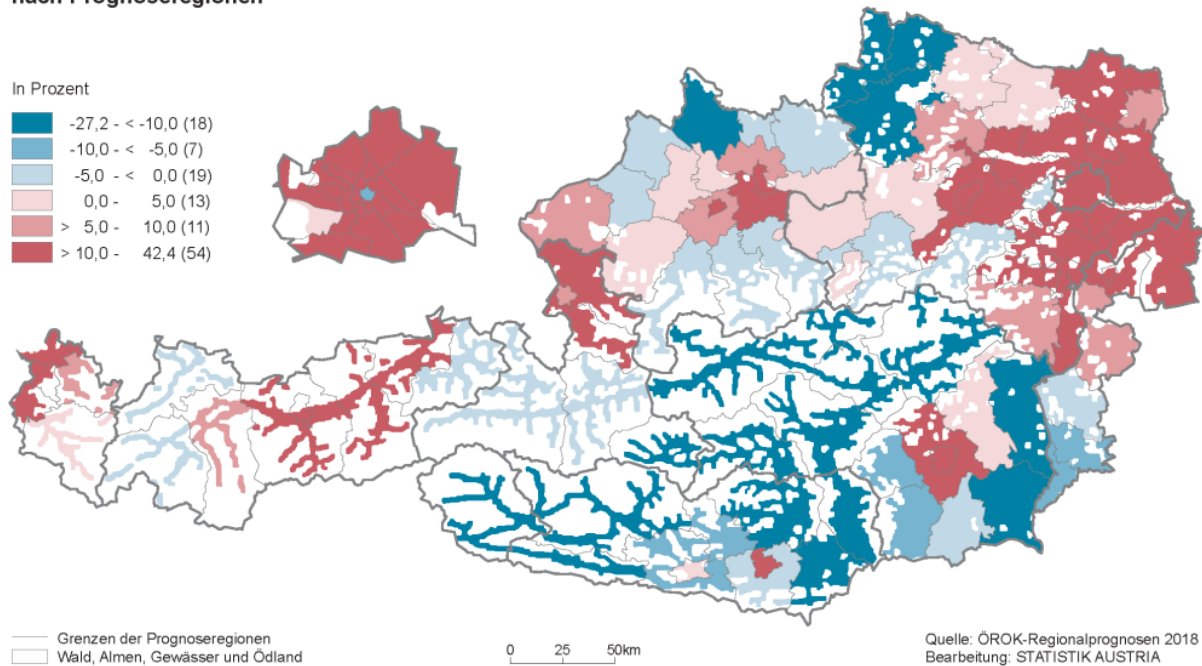 nach Prognoseregionen
In Prozent
-27,2 - < -10,0 (18)
-10,0 - < -5,0 (7)
-5,0 - < 0,0 (19)
0,0 - 5,0 (13)
> 5,0 - 10,0 (11)
> 10,0 - 42,4 (54)
Grenzen der Prognoseregionen
Wald, Almen, Gewässer und Ödland
0 25 50km
Quelle: ÖROK-Regionalprognosen 2018
Bearbeitung: STATISTIK AUSTRIA